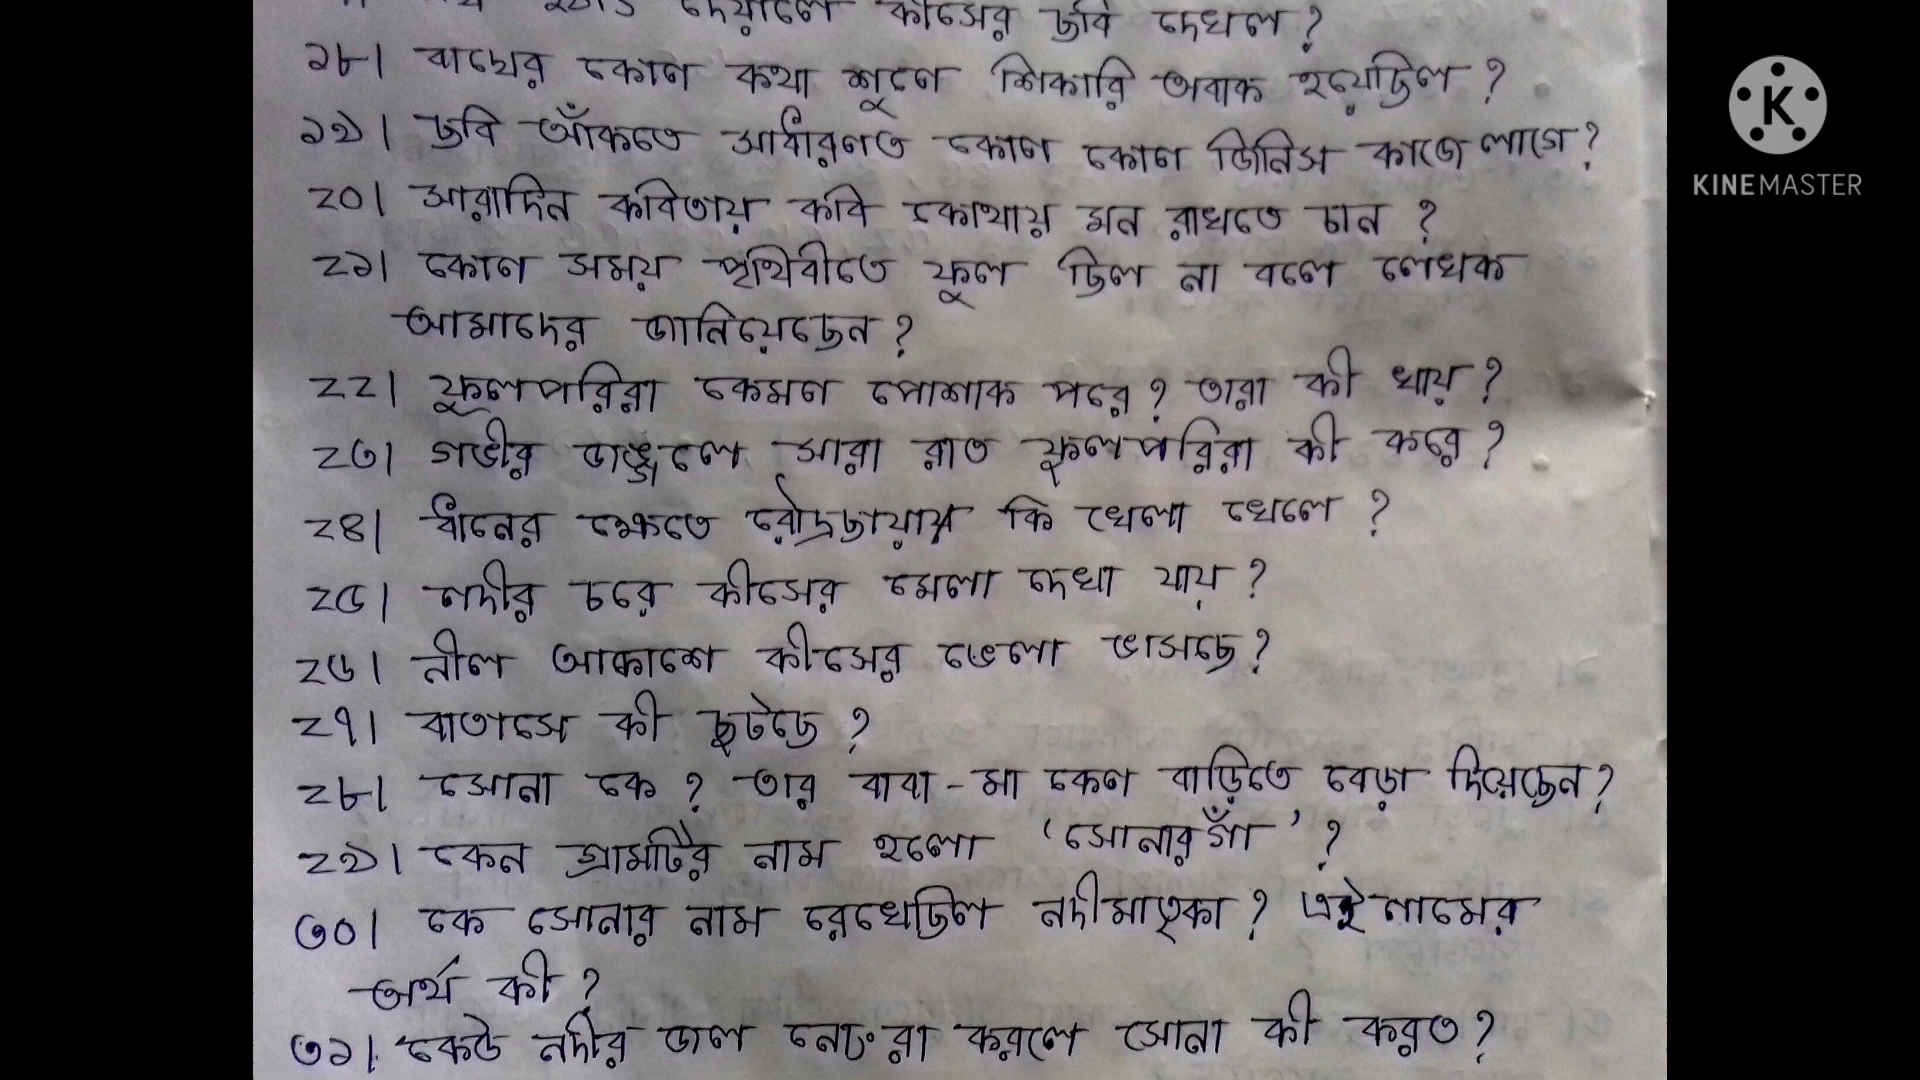 দেয়ালে কীসের ছবি দেখল?
১৮। বাঘের কোন কথা শুনে শিকারি অবাক হয়েছিল?
১৯। ছবি আঁকতে সাধারণত কোন কোন জিনিস কাজে লাগে?
২০। সারাদিন কবিতায় কবি কোথায় মন রাখতে চান?
২১। কোন সময় পৃথিবীতে ফুল ছিল না বলে লেখক
আমাদের জানিয়েছেন?
২২। ফুলপরিরা কেমন পোশাক পরে? তারা কী খায়?
২৩। গভীর জঙ্গলে সারা রাত ফুলপরিরা কী করে?
২৪। ধানের ক্ষেতে রৌদ্রছায়ায় কি খেলা খেলে?
২৫। নদীর চরে কীসের মেলা দেখা যায়?
২৬। নীল আকাশে কীসের ভেলা ভাসছে?
২৭। বাতাসে কী ছুটছে?
২৮। সোনা কে? তার বাবা-মা কেন বাড়িতে বেড়া দিয়েছেন?
২৯। কেন গ্রামটির নাম হলো 'সোনারগাঁ'?
৩০। কে সোনার নাম রেখেছিল নদীমাতৃকা? এই নামের
অর্থ কী?
৩১। কেউ নদীর জল নোংরা করলে সোনা কী করত?
KINEMASTER